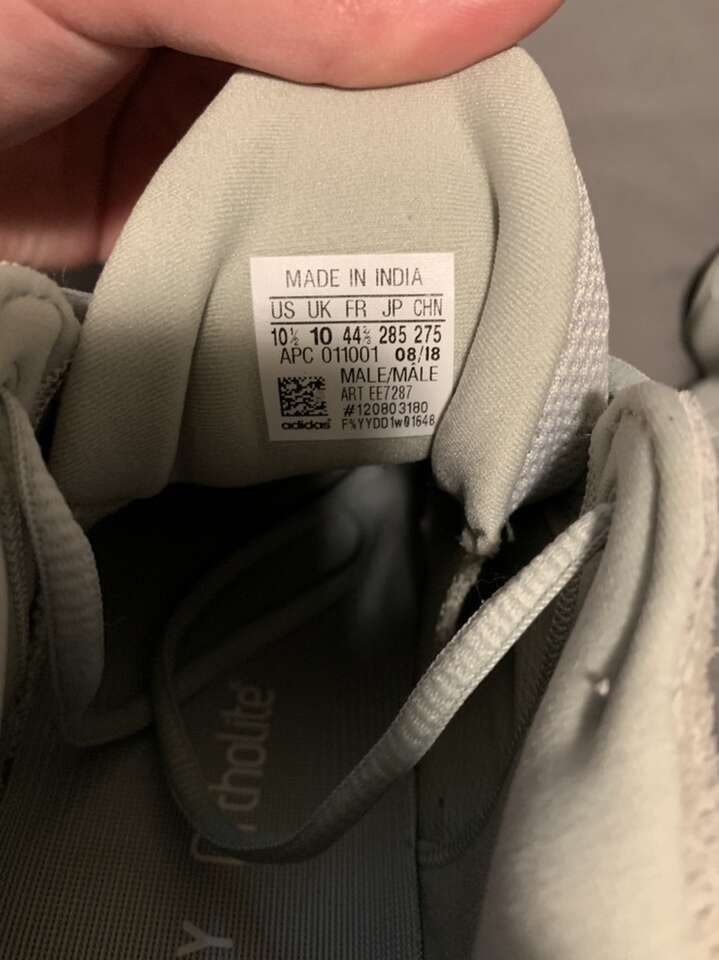 MADE IN INDIA
US UK FR JP CHN
10½ 10 44⅔ 285 275
APC 011001 08/18
MALE/MÂLE
ART EE7287
#120803180
adidas F%YYDD1w01648
ortholite
Y